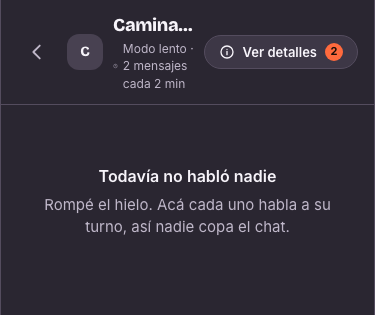 Camina...
C
Modo lento ·
2 mensajes
cada 2 min
Ver detalles 2
Todavía no habló nadie
Rompé el hielo. Acá cada uno habla a su
turno, así nadie copa el chat.